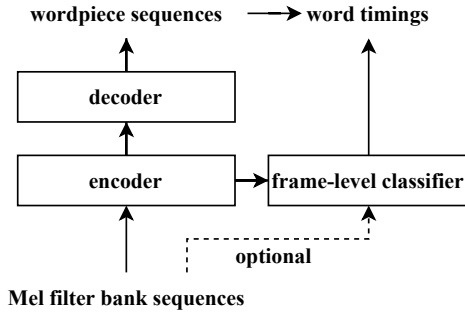 wordpiece sequences word timings
decoder
encoder frame-level classifier
optional
Mel filter bank sequences